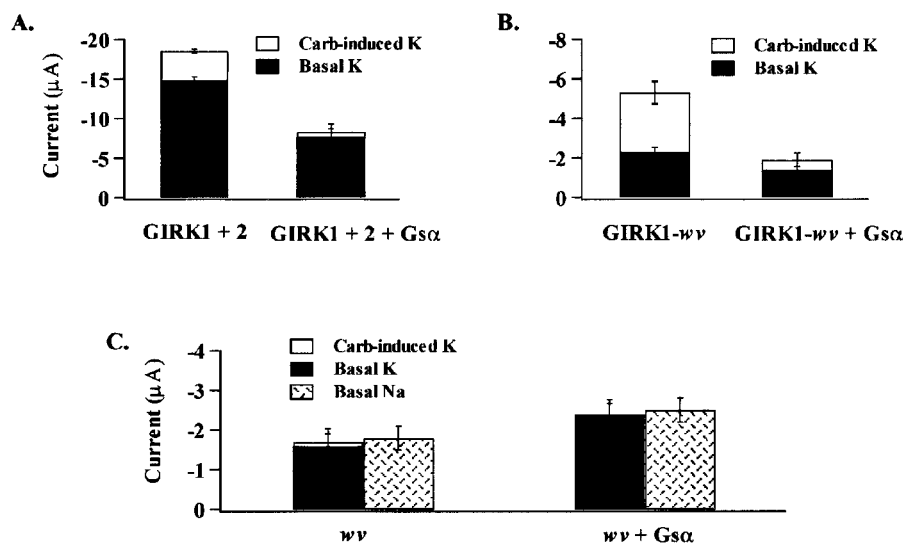 A.
Current (μA)
-20
-15
-10
-5
0
Carb-induced K
Basal K
GIRK1 + 2
GIRK1 + 2 + Gsα
B.
-8
-6
-4
-2
0
Carb-induced K
Basal K
GIRK1-wv
GIRK1-wv + Gsα
C.
Current (μA)
-4
-3
-2
-1
0
Carb-induced K
Basal K
Basal Na
wv
wv + Gsα